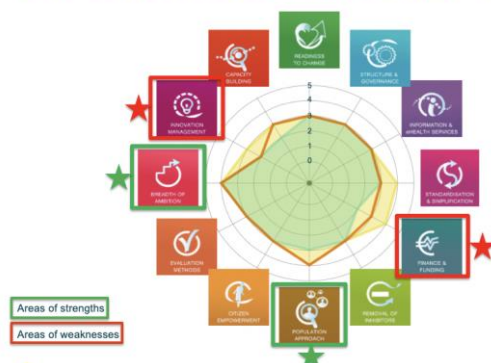 READINESS
TO CHANGE
STRUCTURE &
GOVERNANCE
INFORMATION &
eHEALTH SERVICES
STANDARDISATION
& SIMPLIFICATION
FINANCE &
FUNDING
REMOVAL OF
INHIBITORS
POPULATION
APPROACH
CITIZEN
EMPOWERMENT
EVALUATION
METHODS
BREADTH OF
AMBITION
INNOVATION
MANAGEMENT
CAPACITY
BUILDING
5
4
3
2
1
0
Areas of strengths
Areas of weaknesses